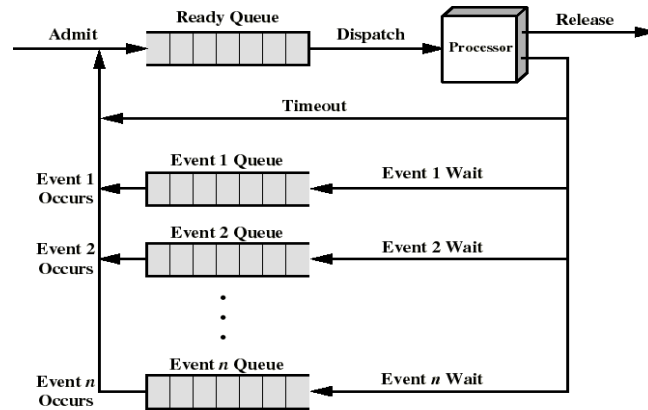 Ready Queue
Admit
Dispatch
Processor
Release
Timeout
Event 1 Queue
Event 1 Wait
Event 1
Occurs
Event 2 Queue
Event 2 Wait
Event 2
Occurs
Event n Queue
Event n Wait
Event n
Occurs